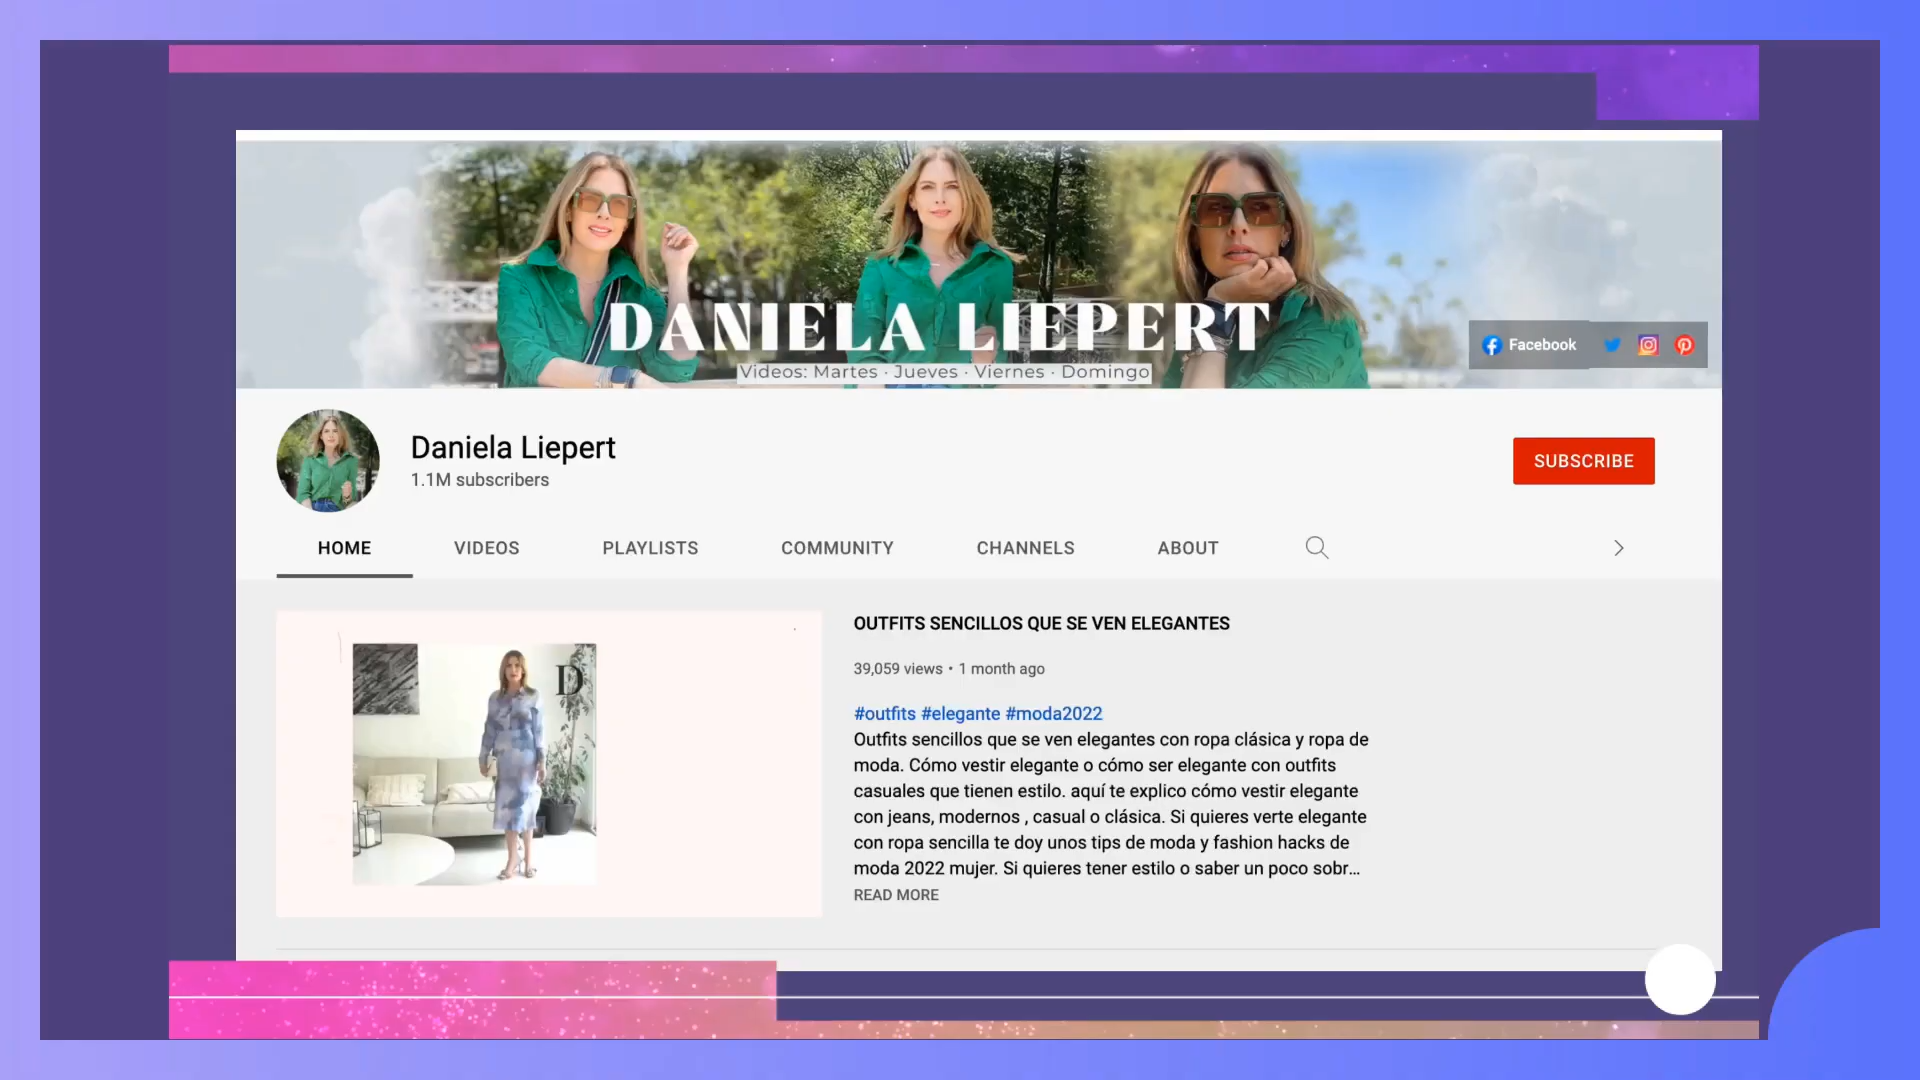 DANIELA LIEPERT
Videos: Martes · Jueves · Viernes · Domingo
Facebook
Daniela Liepert
1.1M subscribers
SUBSCRIBE
HOME VIDEOS PLAYLISTS COMMUNITY CHANNELS ABOUT
D
OUTFITS SENCILLOS QUE SE VEN ELEGANTES
39,059 views • 1 month ago
#outfits #elegante #moda2022
Outfits sencillos que se ven elegantes con ropa clásica y ropa de
moda. Cómo vestir elegante o cómo ser elegante con outfits
casuales que tienen estilo. aquí te explico cómo vestir elegante
con jeans, modernos , casual o clásica. Si quieres verte elegante
con ropa sencilla te doy unos tips de moda y fashion hacks de
moda 2022 mujer. Si quieres tener estilo o saber un poco sobr...
READ MORE